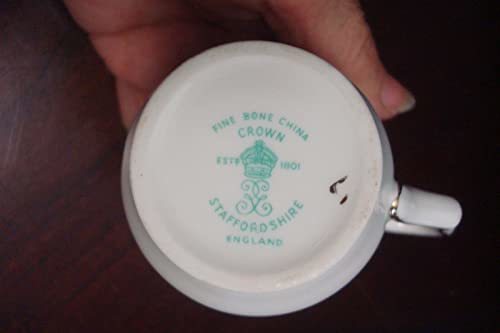 FINE BONE CHINA
CROWN
ESTD 1801
STAFFORDSHIRE
ENGLAND